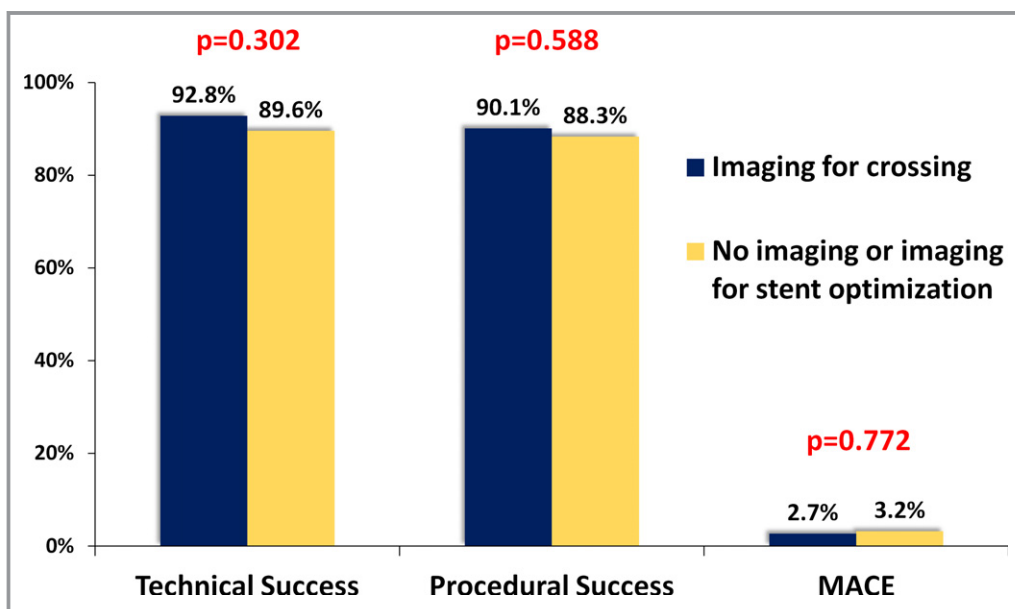 p=0.302
p=0.588
100%
92.8%
89.6%
90.1%
88.3%
80%
Imaging for crossing
No imaging or imaging
for stent optimization
60%
40%
20%
p=0.772
2.7%
3.2%
0%
Technical Success
Procedural Success
MACE